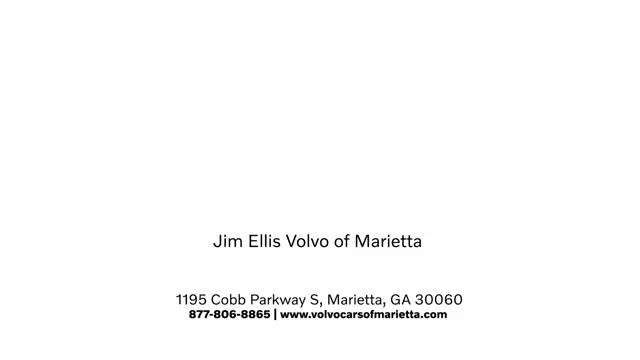 Jim Ellis Volvo of Marietta
1195 Cobb Parkway S, Marietta, GA 30060
877-806-8865 | www.volvocarsofmarietta.com